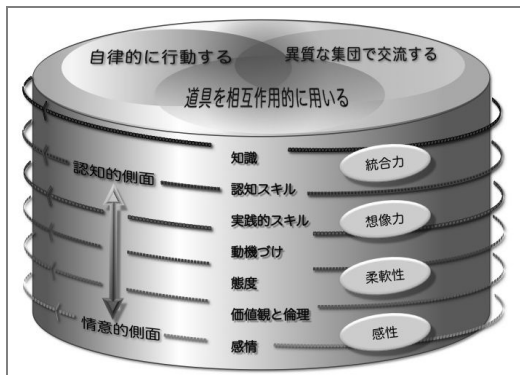 自律的に行動する
異質な集団で交流する
道具を相互作用的に用いる
知識
統合力
認知的側面
認知スキル
実践的スキル
想像力
動機づけ
態度
柔軟性
価値観と倫理
情意的側面
感情
感性